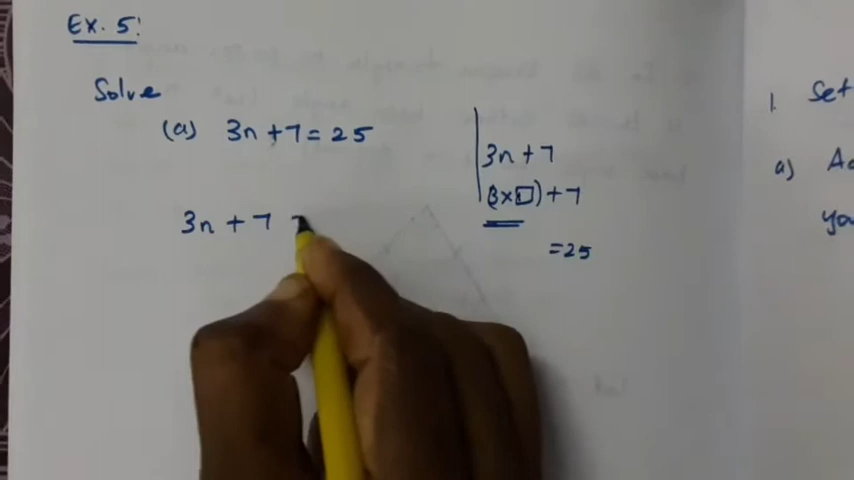 Ex. 5:
Solve
(a) 3n + 7 = 25
3n + 7
3n + 7
(3 × □) + 7
= 25
1. Set
a) A
yo